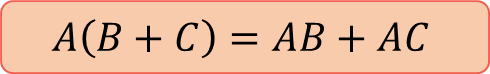 A(B + C) = AB + AC